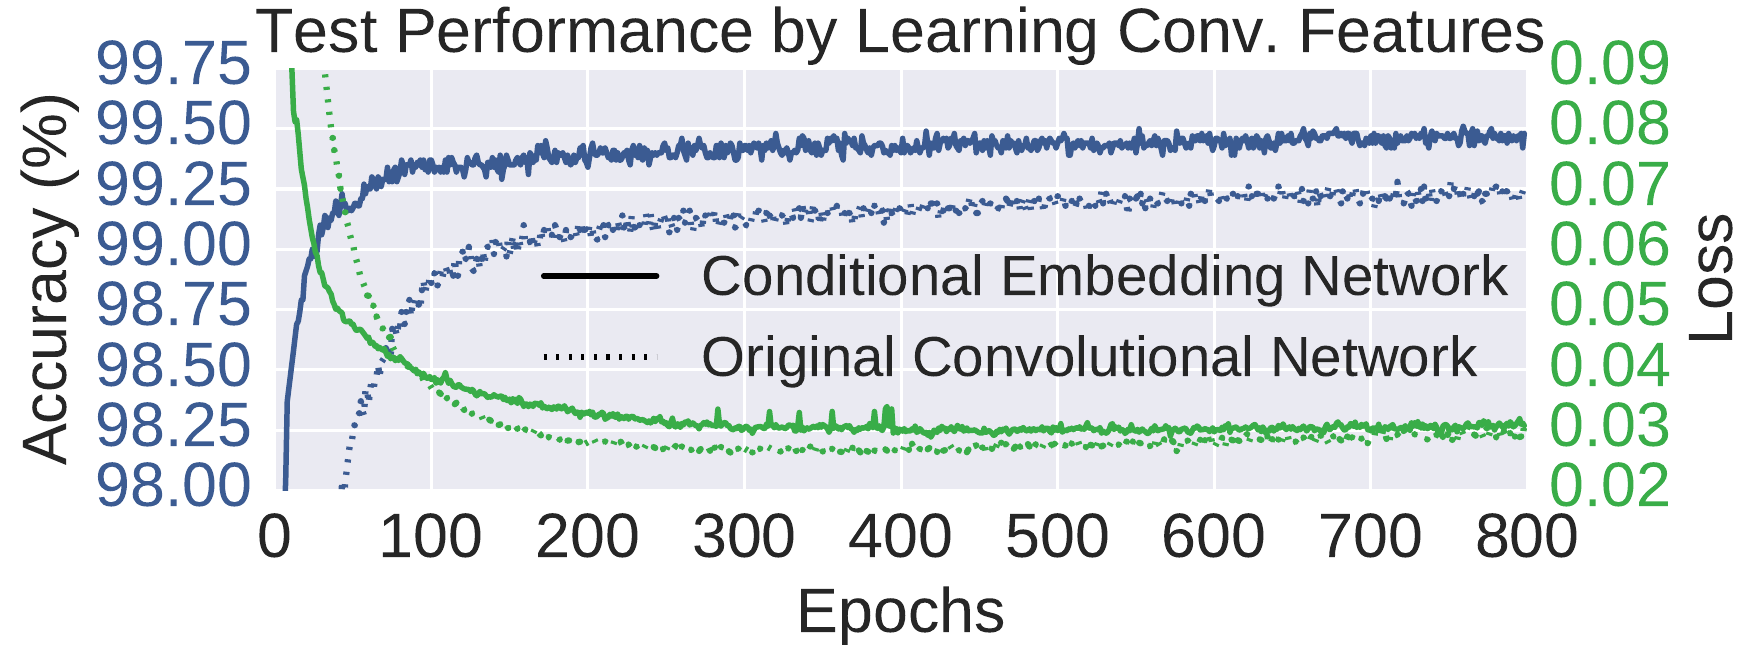 Test Performance by Learning Conv. Features
Accuracy (%)
99.75
99.50
99.25
99.00
98.75
98.50
98.25
98.00
0.09
0.08
0.07
0.06
0.05
0.04
0.03
0.02
Loss
Conditional Embedding Network
Original Convolutional Network
0 100 200 300 400 500 600 700 800
Epochs